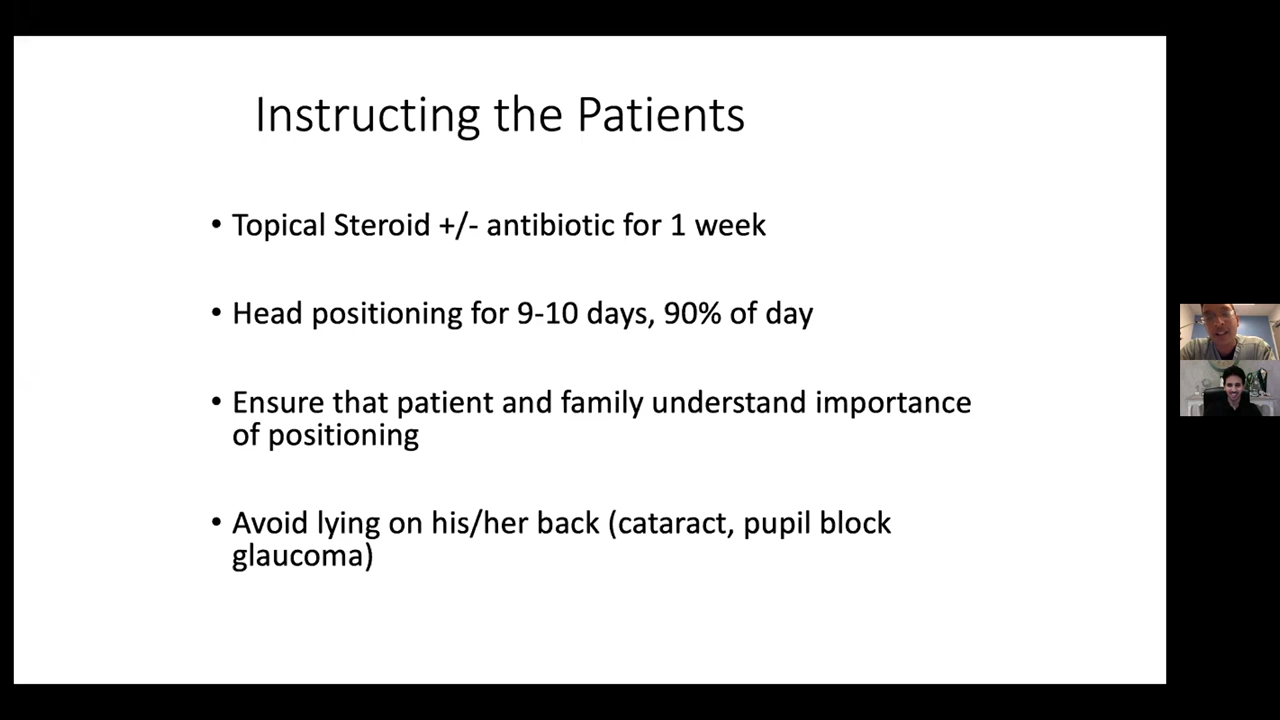 Instructing the Patients
• Topical Steroid +/- antibiotic for 1 week
• Head positioning for 9-10 days, 90% of day
• Ensure that patient and family understand importance
of positioning
• Avoid lying on his/her back (cataract, pupil block
glaucoma)